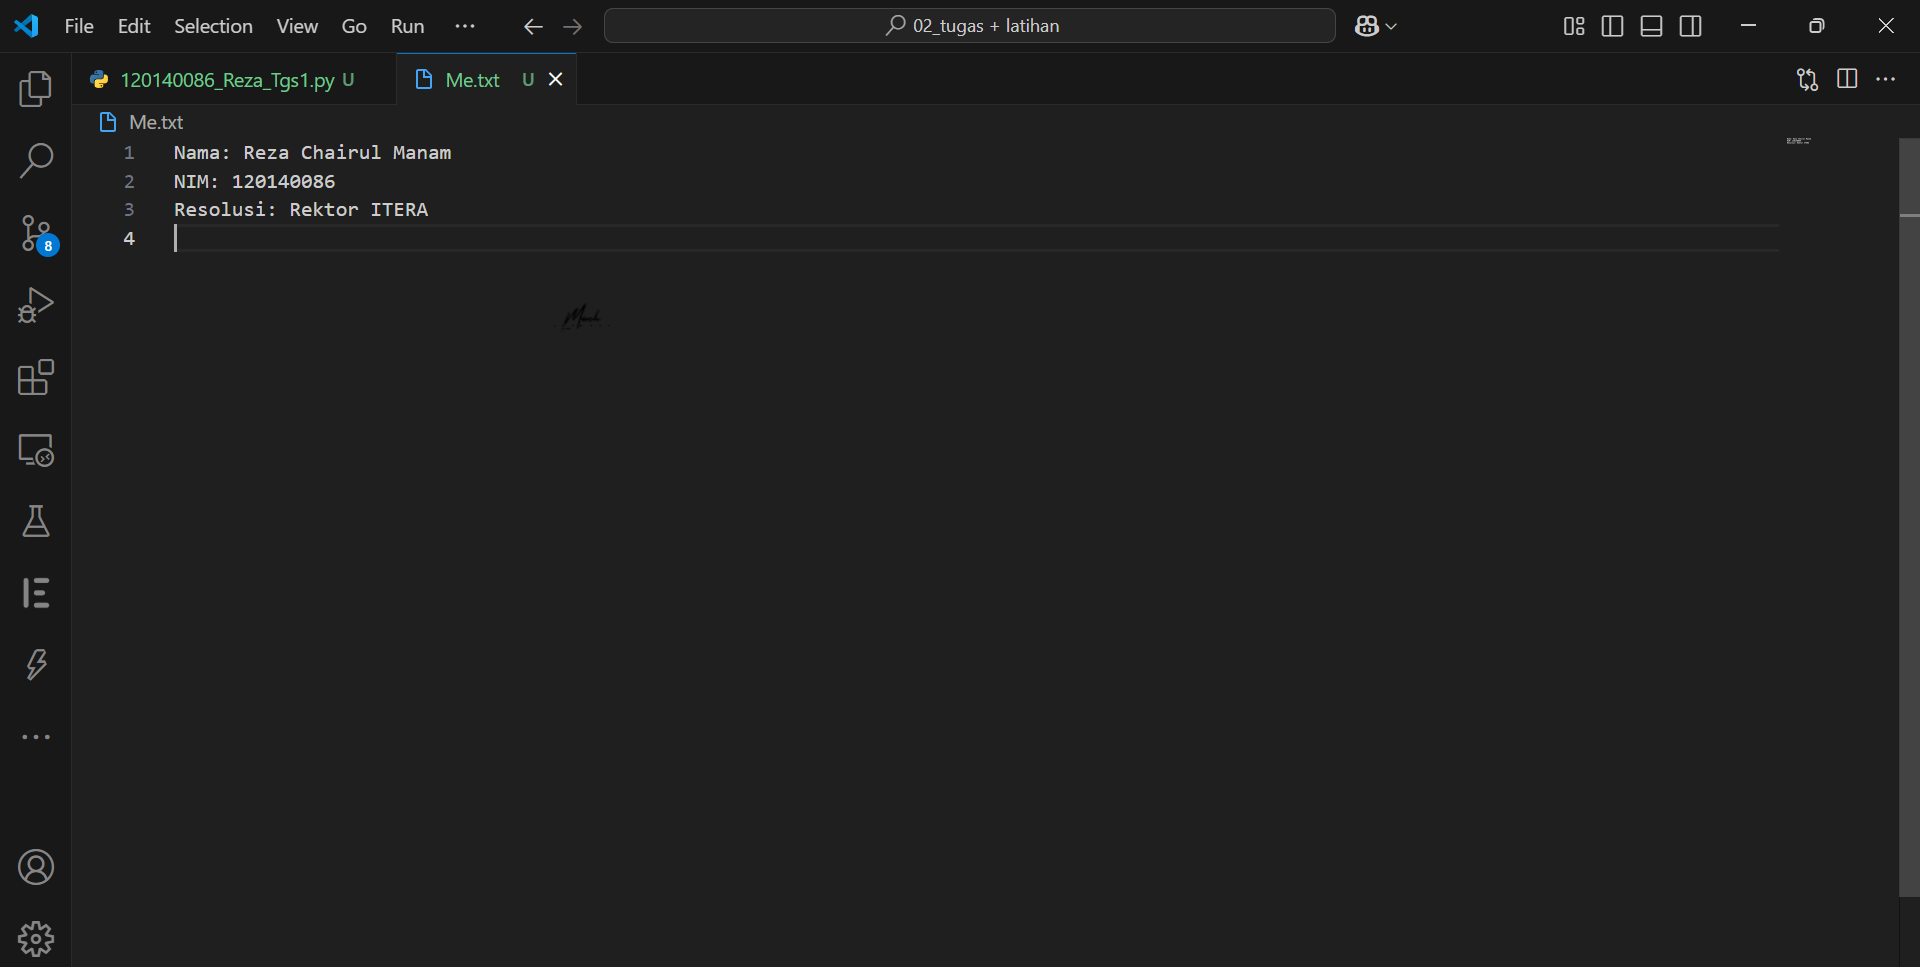 File Edit Selection View Go Run
02_tugas + latihan
120140086_Reza_Tgs1.py U
Me.txt U
Me.txt
1 Nama: Reza Chairul Manam
2 NIM: 120140086
3 Resolusi: Rektor ITERA
4
8